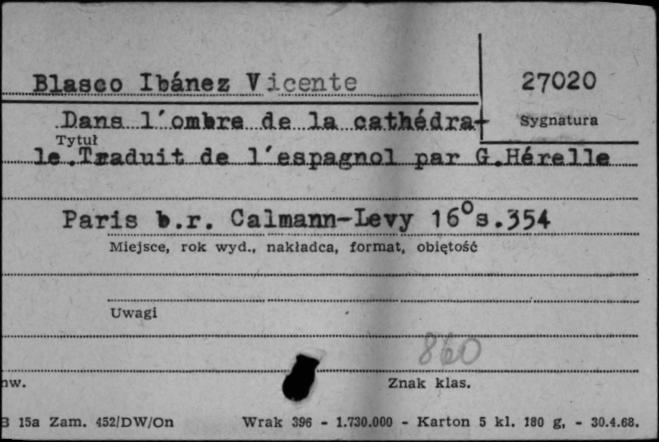 Blasco Ibánez Vicente
27020
Sygnatura
Dans l'ombre de la cathédra-
Tytuł
le.Traduit de l'espagnol par G.Hérelle
Paris b.r. Calmann-Levy 16°s.354
Miejsce, rok wyd., nakładca, format, obiętość
Uwagi
860
nw.
Znak klas.
B 15a Zam. 452/DW/On Wrak 396 - 1.730.000 - Karton 5 kl. 180 g, - 30.4.68.